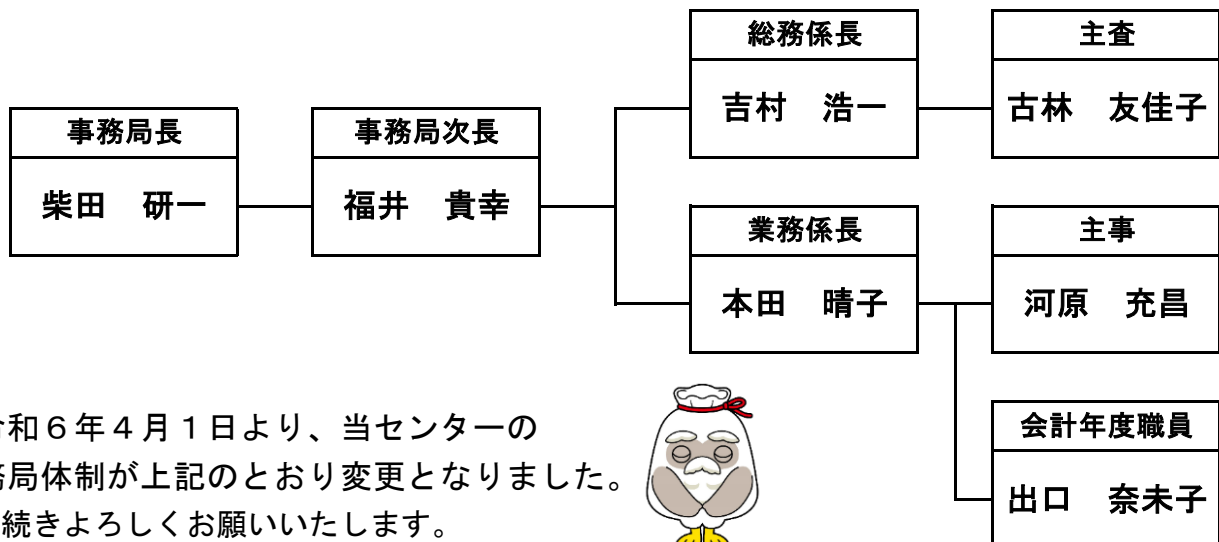 総務係長
主査
吉村　浩一
古林　友佳子
事務局長
事務局次長
柴田　研一
福井　貴幸
業務係長
主事
本田　晴子
河原　充昌
会計年度職員
出口　奈未子
令和６年４月１日より、当センターの
務局体制が上記のとおり変更となりました。
続きよろしくお願いいたします。